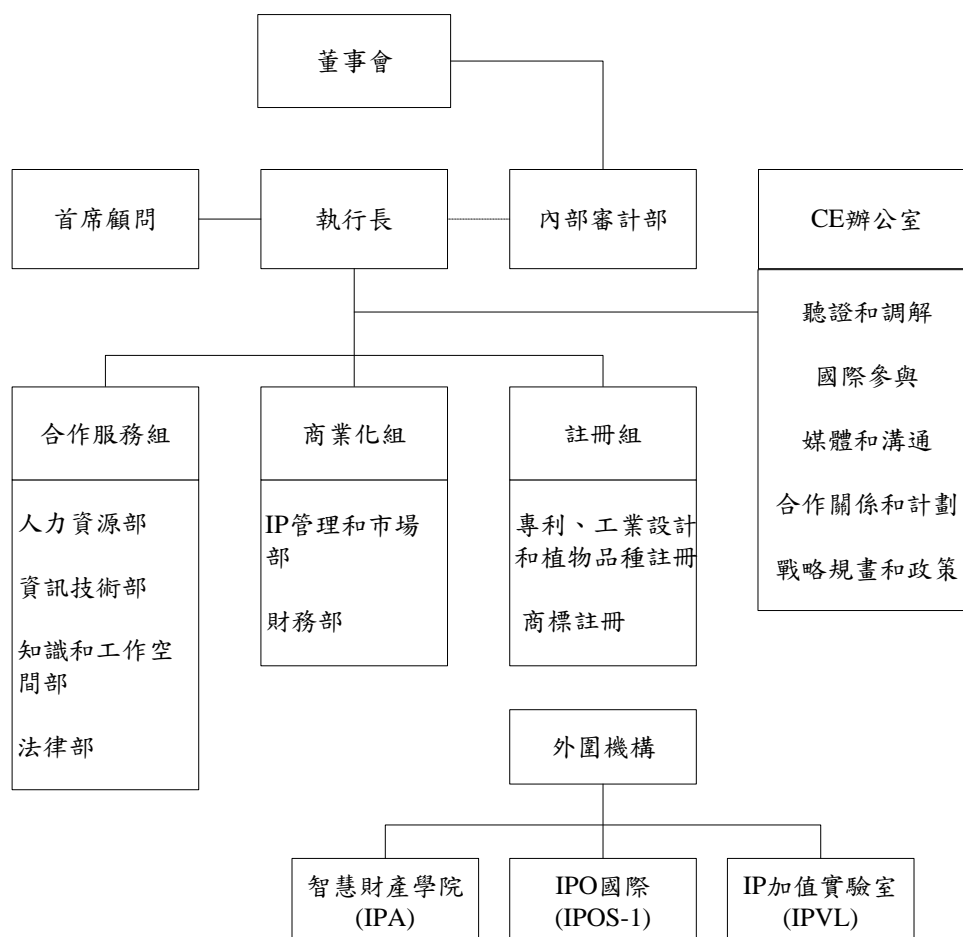 董事會
首席顧問
執行長
內部審計部
CE辦公室
聽證和調解
國際參與
媒體和溝通
合作關係和計劃
戰略規畫和政策
合作服務組
人力資源部
資訊技術部
知識和工作空
間部
法律部
商業化組
IP管理和市場
部
財務部
註冊組
專利、工業設計
和植物品種註冊
商標註冊
外圍機構
智慧財產學院
(IPA)
IPO國際
(IPOS-1)
IP加值實驗室
(IPVL)